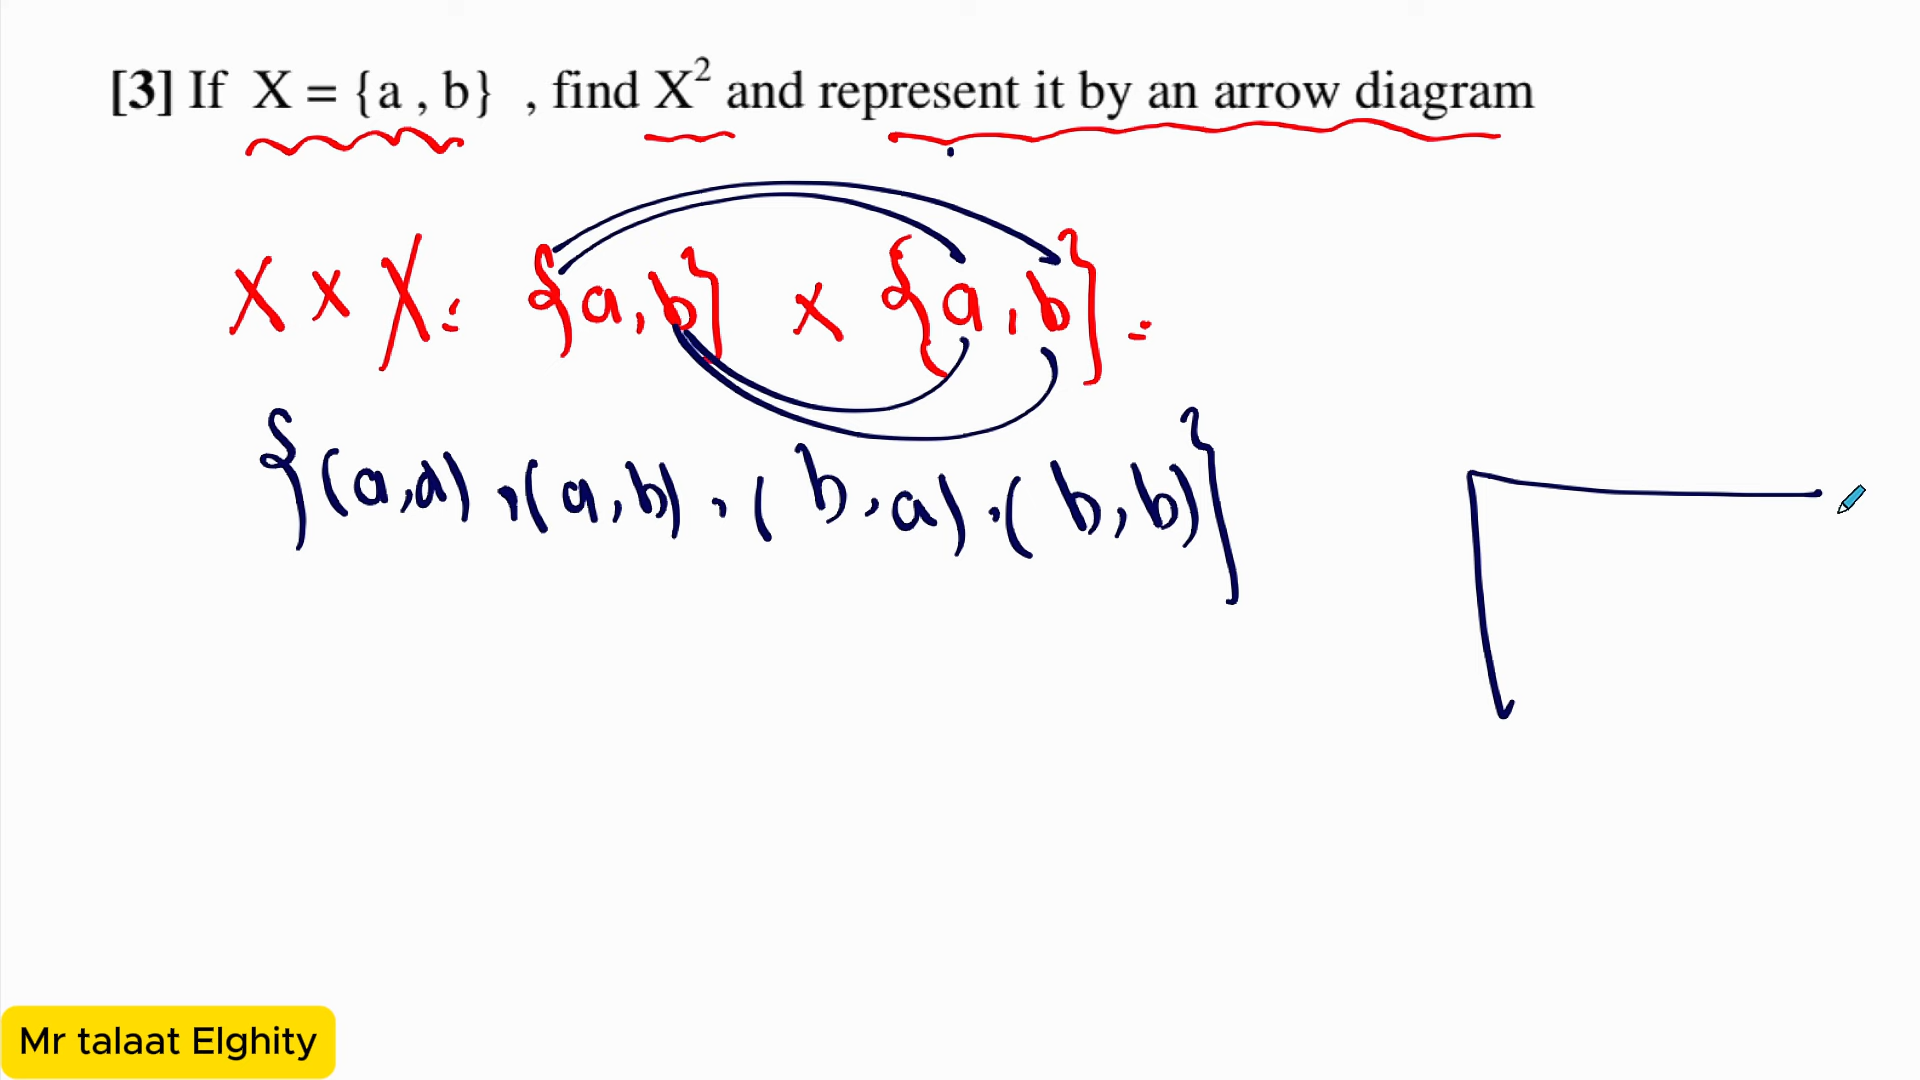 [3] If X = {a , b} , find X² and represent it by an arrow diagram
X × X = {a, b} × {a, b} =
{(a,a), (a,b), (b,a), (b,b)}
Mr talaat Elghity